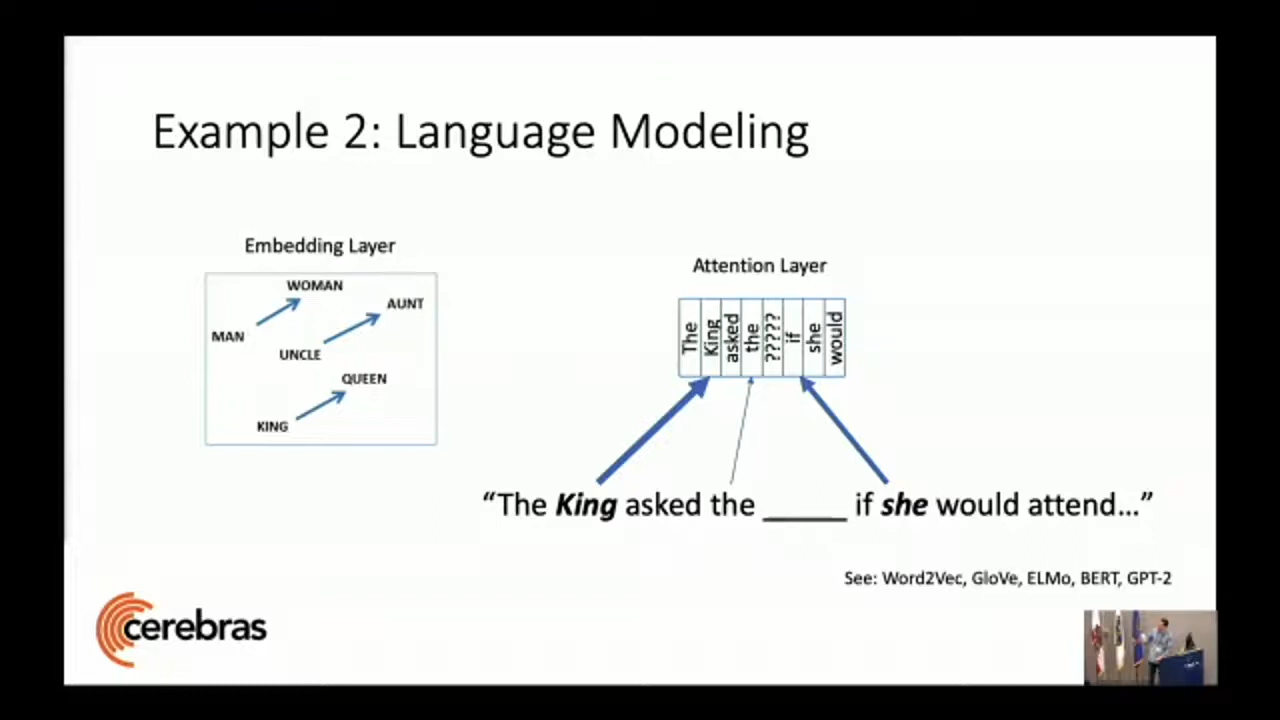 Example 2: Language Modeling
Embedding Layer
WOMAN
AUNT
MAN
UNCLE
QUEEN
KING
Attention Layer
The
King
asked
the
?????
if
she
would
“The King asked the ______ if she would attend...”
See: Word2Vec, GloVe, ELMo, BERT, GPT-2
cerebras